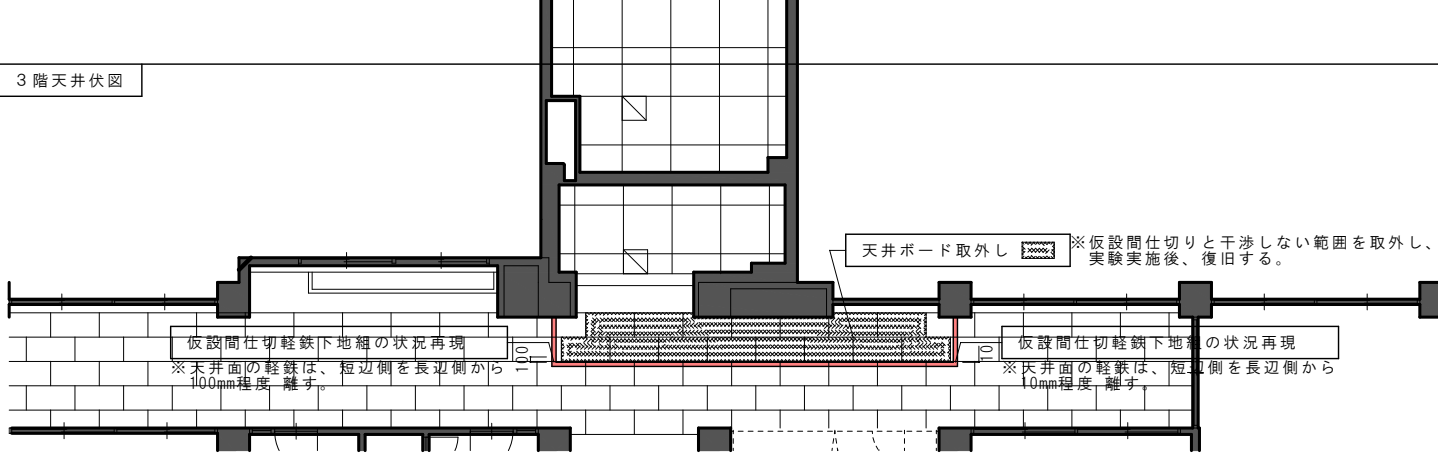 3階天井伏図
天井ボード取外し
※仮設間仕切りと干渉しない範囲を取外し、
実験実施後、復旧する。
仮設間仕切軽鉄下地組の状況再現
※天井面の軽鉄は、短辺側を長辺側から
100mm程度 離す。
100
10
仮設間仕切軽鉄下地組の状況再現
※天井面の軽鉄は、短辺側を長辺側から
10mm程度 離す。